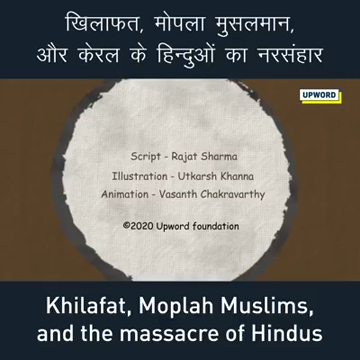 खिलाफत, मोपला मुसलमान,
और केरल के हिन्दुओं का नरसंहार
UPWORD
Script - Rajat Sharma
Illustration - Utkarsh Khanna
Animation - Vasanth Chakravarthy
©2020 Upword foundation
Khilafat, Moplah Muslims,
and the massacre of Hindus